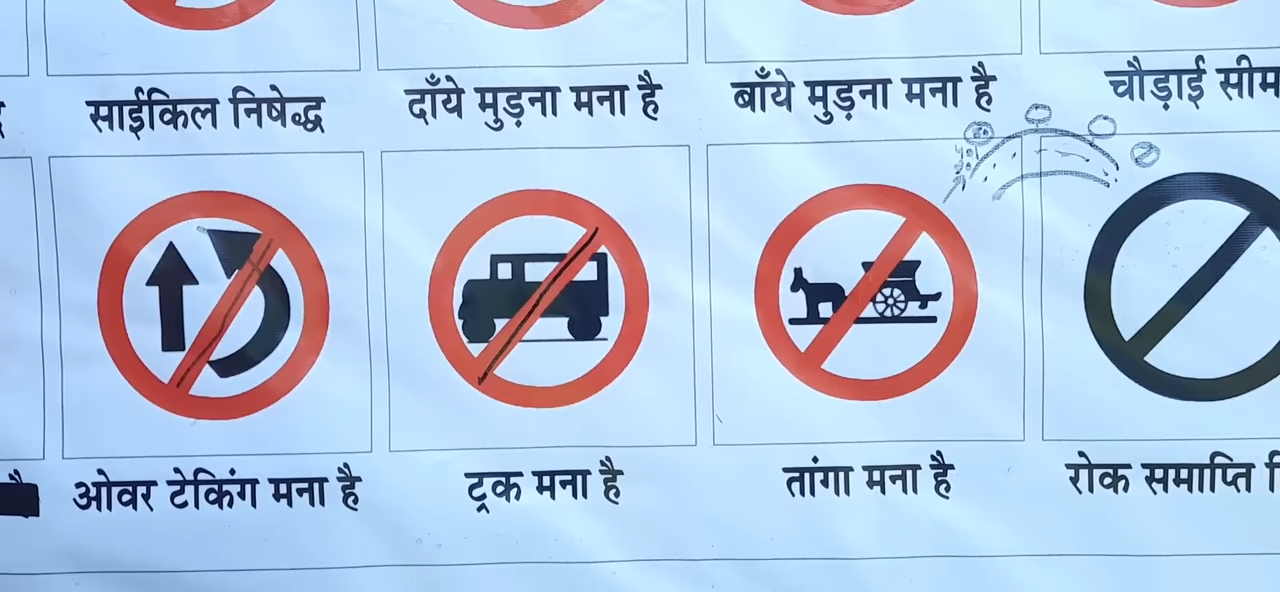 साईकिल निषेद्ध
दाँये मुड़ना मना है
बाँये मुड़ना मना है
चौड़ाई सीम
ओवर टेकिंग मना है
ट्रक मना है
तांगा मना है
रोक समाप्ति